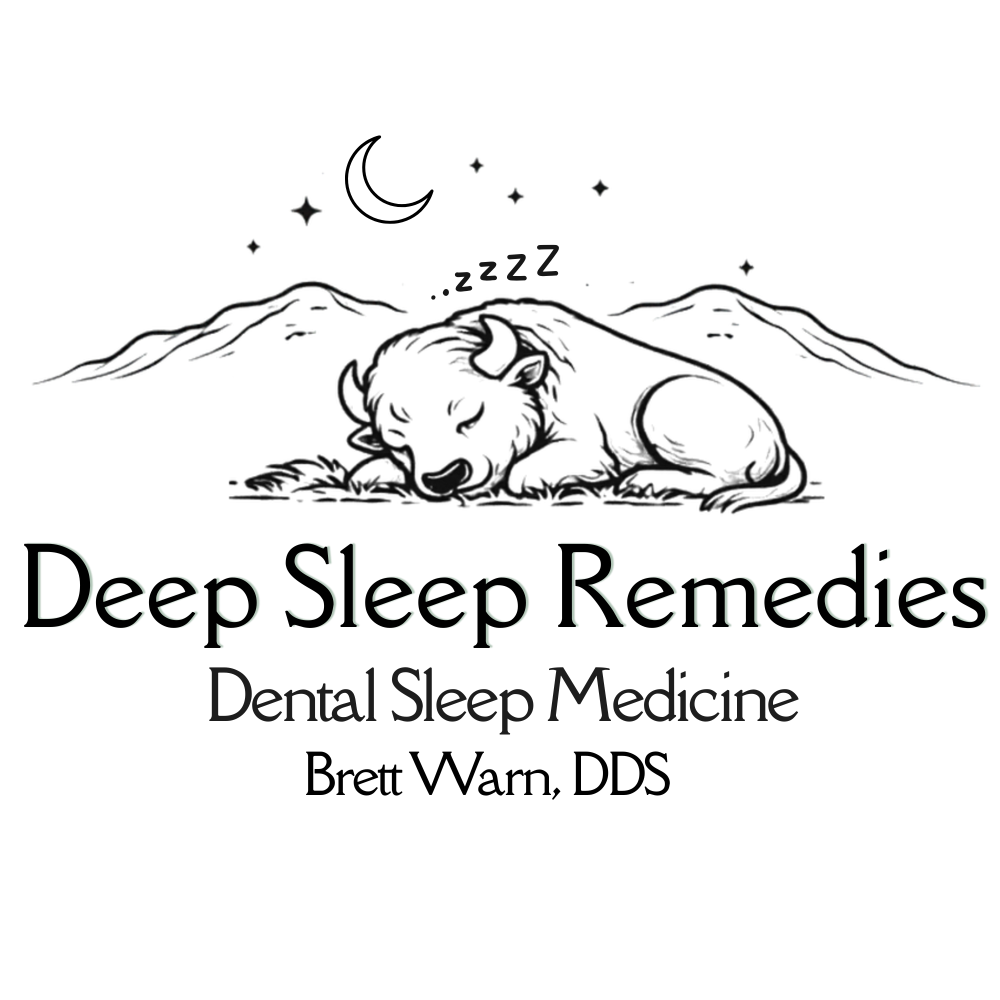 ..zzZZ
Deep Sleep Remedies
Dental Sleep Medicine
Brett Warn, DDS